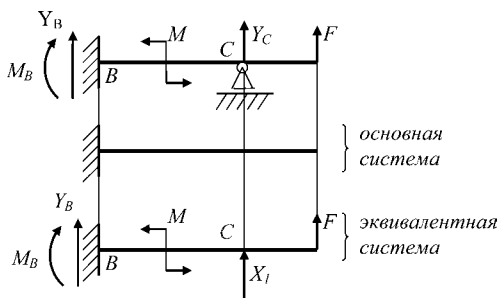 Y_B
M
Y_C
F
C
M_B
B
основная
система
Y_B
M
C
F
эквивалентная
система
M_B
B
X_1